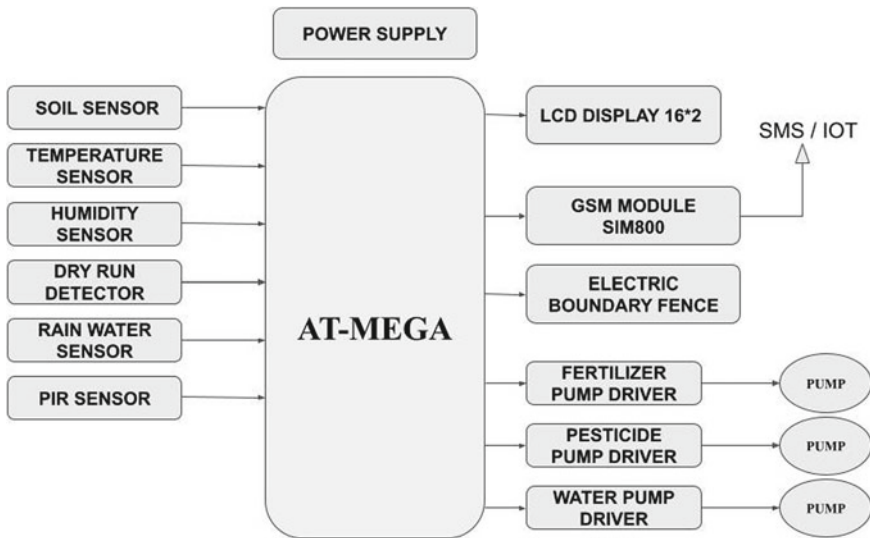 POWER SUPPLY
SOIL SENSOR
TEMPERATURE
SENSOR
HUMIDITY
SENSOR
DRY RUN
DETECTOR
RAIN WATER
SENSOR
PIR SENSOR
AT-MEGA
LCD DISPLAY 16*2
SMS / IOT
GSM MODULE
SIM800
ELECTRIC
BOUNDARY FENCE
FERTILIZER
PUMP DRIVER
PUMP
PESTICIDE
PUMP DRIVER
PUMP
WATER PUMP
DRIVER
PUMP